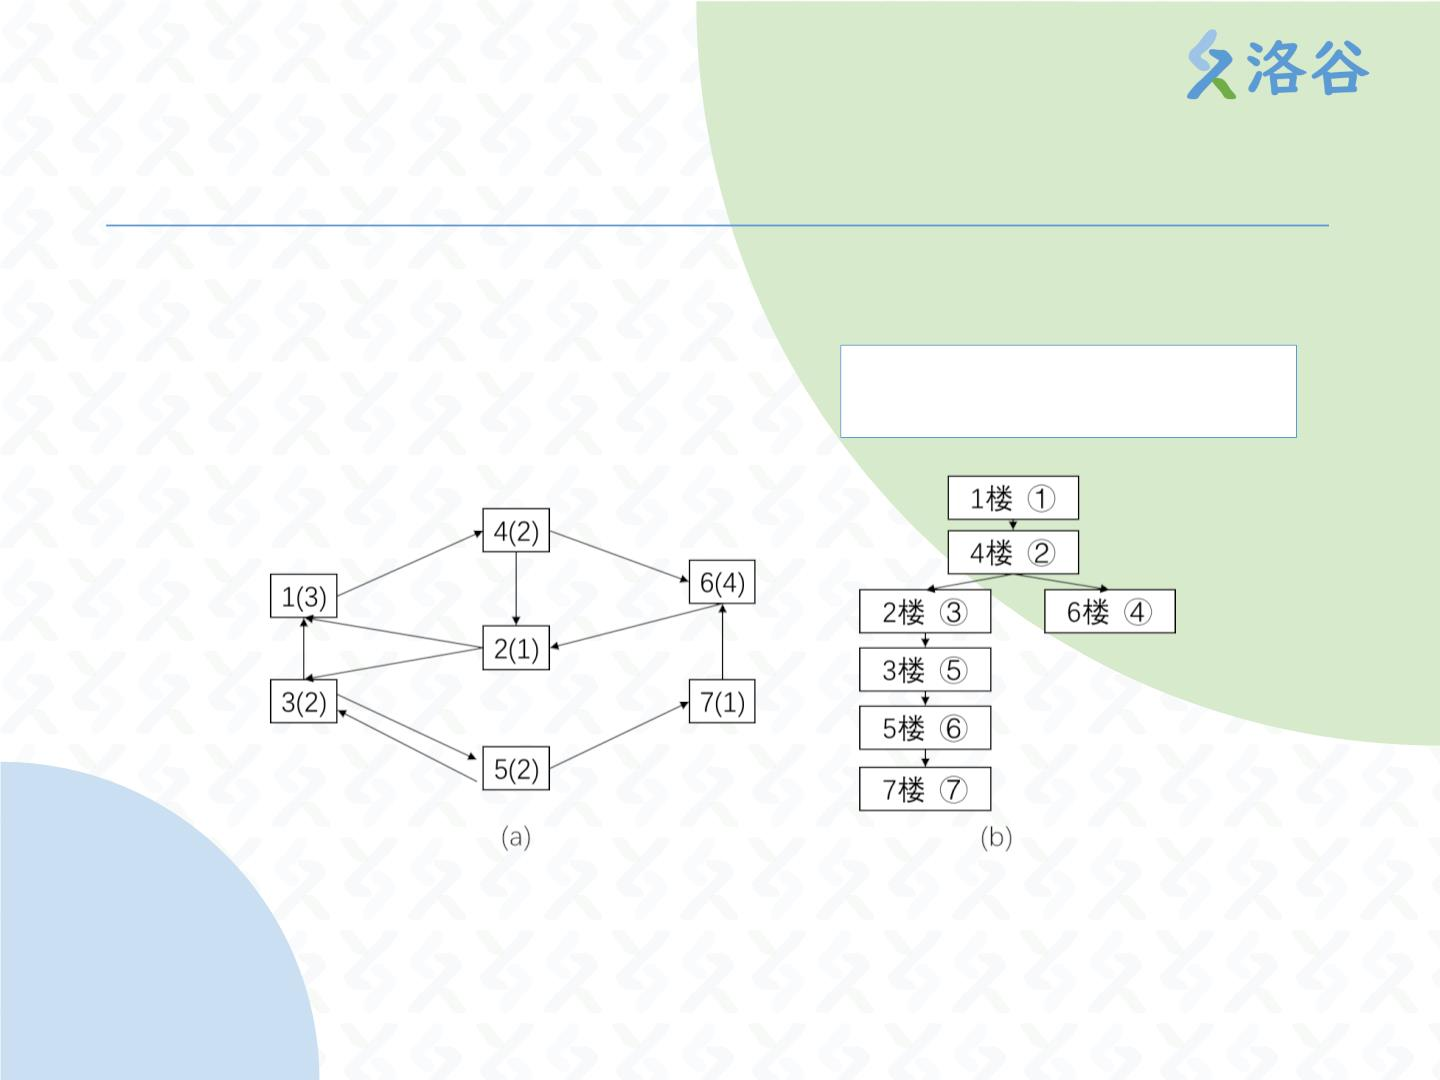 洛谷
4(2)
1(3)
6(4)
2(1)
3(2)
7(1)
5(2)
(a)
1楼 ①
4楼 ②
2楼 ③
6楼 ④
3楼 ⑤
5楼 ⑥
7楼 ⑦
(b)